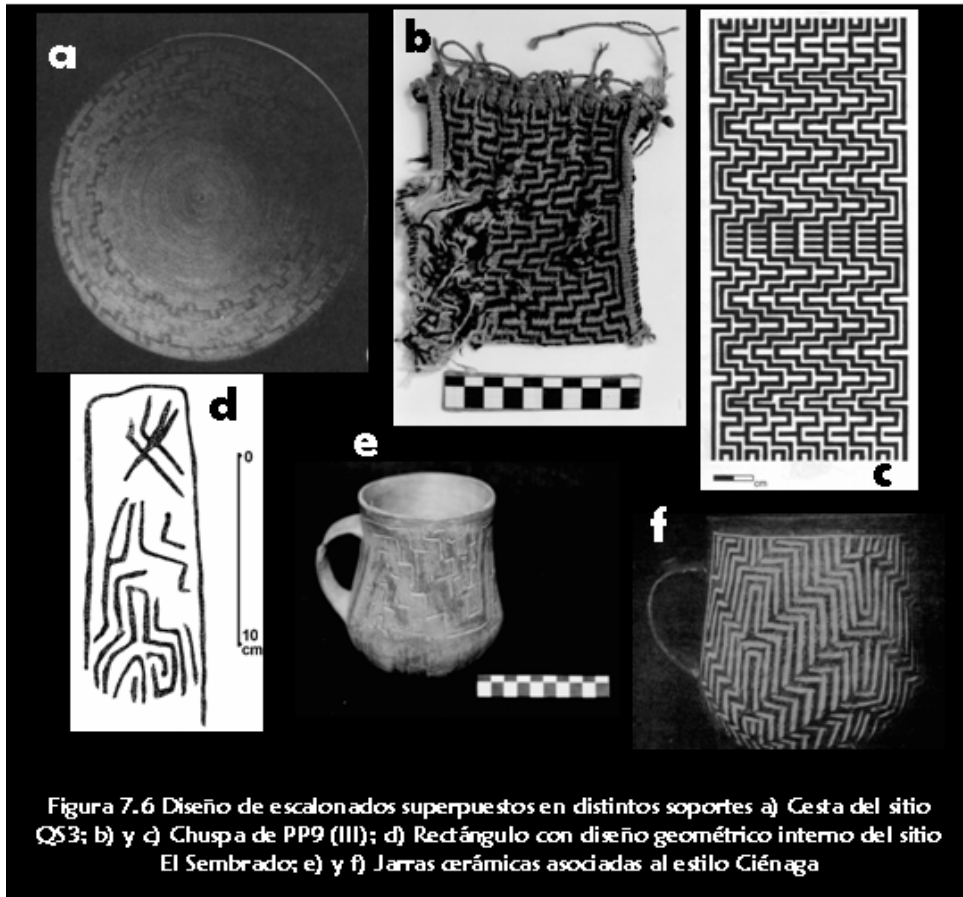 a
b
c
cm
d
0
10
cm
e
f
Figura 7.6 Diseño de escalonados superpuestos en distintos soportes a) Cesta del sitio
QS3; b) y c) Chuspa de PP9 (III); d) Rectángulo con diseño geométrico interno del sitio
El Sembrado; e) y f) Jarras cerámicas asociadas al estilo Ciénaga